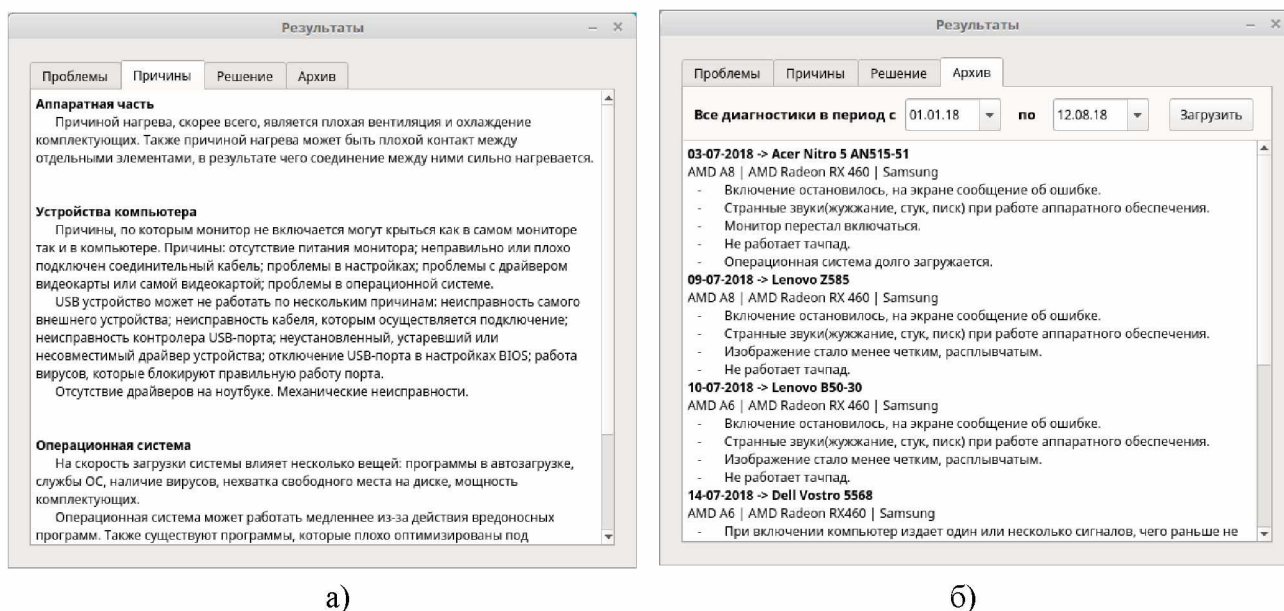 Результаты
Проблемы Причины Решение Архив
Аппаратная часть
Причиной нагрева, скорее всего, является плохая вентиляция и охлаждение
комплектующих. Также причиной нагрева может быть плохой контакт между
отдельными элементами, в результате чего соединение между ними сильно нагревается.
Устройства компьютера
Причины, по которым монитор не включается могут крыться как в самом мониторе
так и в компьютере. Причины: отсутствие питания монитора; неправильно или плохо
подключен соединительный кабель; проблемы в настройках; проблемы с драйвером
видеокарты или самой видеокартой; проблемы в операционной системе.
USB устройство может не работать по нескольким причинам: неисправность самого
внешнего устройства; неисправность кабеля, которым осуществляется подключение;
неисправность контролера USB-порта; неустановленный, устаревший или
несовместимый драйвер устройства; отключение USB-порта в настройках BIOS; работа
вирусов, которые блокируют правильную работу порта.
Отсутствие драйверов на ноутбуке. Механические неисправности.
Операционная система
На скорость загрузки системы влияет несколько вещей: программы в автозагрузке,
службы ОС, наличие вирусов, нехватка свободного места на диске, мощность
комплектующих.
Операционная система может работать медленнее из-за действия вредоносных
программ. Также существуют программы, которые плохо оптимизированы под
а)
Результаты
Проблемы Причины Решение Архив
Все диагностики в период с 01.01.18 по 12.08.18 Загрузить
03-07-2018 -> Acer Nitro 5 AN515-51
AMD A8 | AMD Radeon RX 460 | Samsung
- Включение остановилось, на экране сообщение об ошибке.
- Странные звуки(жужжание, стук, писк) при работе аппаратного обеспечения.
- Монитор перестал включаться.
- Не работает тачпад.
- Операционная система долго загружается.
09-07-2018 -> Lenovo Z585
AMD A8 | AMD Radeon RX 460 | Samsung
- Включение остановилось, на экране сообщение об ошибке.
- Странные звуки(жужжание, стук, писк) при работе аппаратного обеспечения.
- Изображение стало менее четким, расплывчатым.
- Не работает тачпад.
10-07-2018 -> Lenovo B50-30
AMD A6 | AMD Radeon RX 460 | Samsung
- Включение остановилось, на экране сообщение об ошибке.
- Странные звуки(жужжание, стук, писк) при работе аппаратного обеспечения.
- Изображение стало менее четким, расплывчатым.
- Не работает тачпад.
14-07-2018 -> Dell Vostro 5568
AMD A6 | AMD Radeon RX460 | Samsung
- При включении компьютер издает один или несколько сигналов, чего раньше не
б)